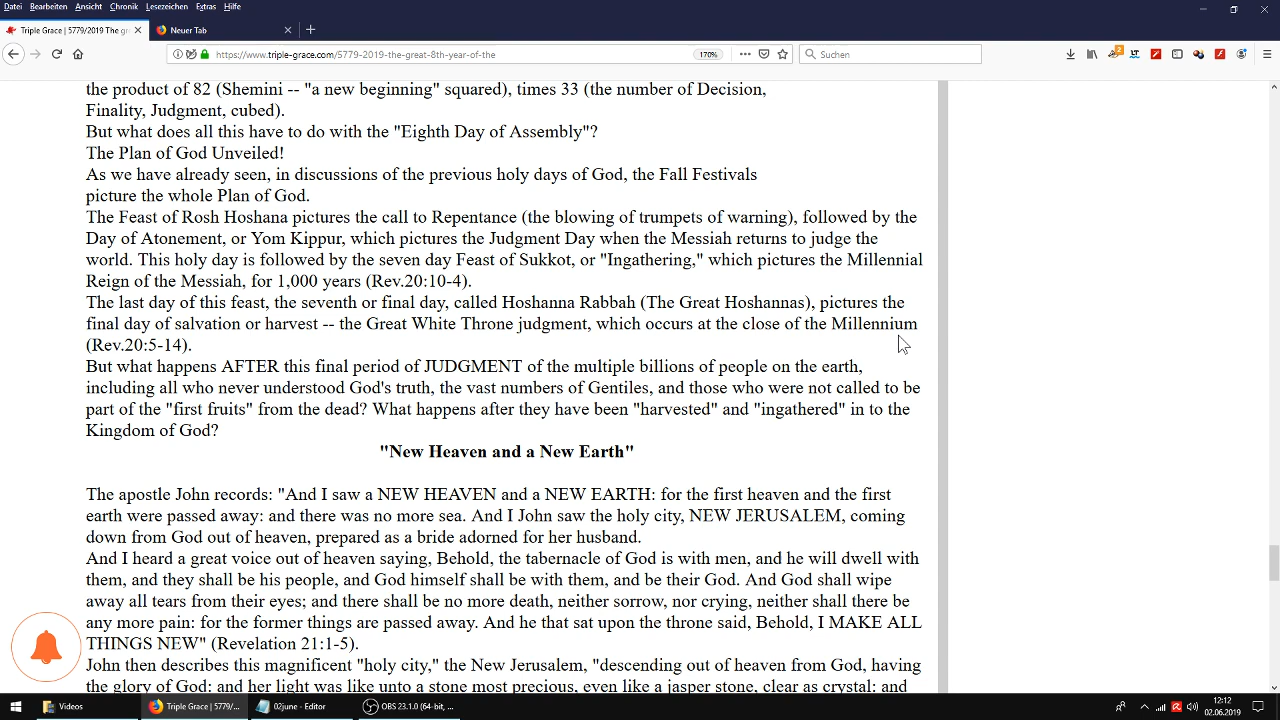 Datei Bearbeiten Ansicht Chronik Lesezeichen Extras Hilfe
Triple Grace | 5779/2019 The gr
Neuer Tab
https://www.triple-grace.com/5779-2019-the-great-8th-year-of-the
170%
Suchen
2
the product of 82 (Shemini -- "a new beginning" squared), times 33 (the number of Decision,
Finality, Judgment, cubed).
But what does all this have to do with the "Eighth Day of Assembly"?
The Plan of God Unveiled!
As we have already seen, in discussions of the previous holy days of God, the Fall Festivals
picture the whole Plan of God.
The Feast of Rosh Hoshana pictures the call to Repentance (the blowing of trumpets of warning), followed by the
Day of Atonement, or Yom Kippur, which pictures the Judgment Day when the Messiah returns to judge the
world. This holy day is followed by the seven day Feast of Sukkot, or "Ingathering," which pictures the Millennial
Reign of the Messiah, for 1,000 years (Rev.20:10-4).
The last day of this feast, the seventh or final day, called Hoshanna Rabbah (The Great Hoshannas), pictures the
final day of salvation or harvest -- the Great White Throne judgment, which occurs at the close of the Millennium
(Rev.20:5-14).
But what happens AFTER this final period of JUDGMENT of the multiple billions of people on the earth,
including all who never understood God's truth, the vast numbers of Gentiles, and those who were not called to be
part of the "first fruits" from the dead? What happens after they have been "harvested" and "ingathered" in to the
Kingdom of God?
"New Heaven and a New Earth"
The apostle John records: "And I saw a NEW HEAVEN and a NEW EARTH: for the first heaven and the first
earth were passed away: and there was no more sea. And I John saw the holy city, NEW JERUSALEM, coming
down from God out of heaven, prepared as a bride adorned for her husband.
And I heard a great voice out of heaven saying, Behold, the tabernacle of God is with men, and he will dwell with
them, and they shall be his people, and God himself shall be with them, and be their God. And God shall wipe
away all tears from their eyes; and there shall be no more death, neither sorrow, nor crying, neither shall there be
any more pain: for the former things are passed away. And he that sat upon the throne said, Behold, I MAKE ALL
THINGS NEW" (Revelation 21:1-5).
John then describes this magnificent "holy city," the New Jerusalem, "descending out of heaven from God, having
the glory of God: and her light was like unto a stone most precious, even like a jasper stone, clear as crystal: and
Videos
Triple Grace | 5779/...
02june - Editor
OBS 23.1.0 (64-bit, ...
12:12
02.06.2019